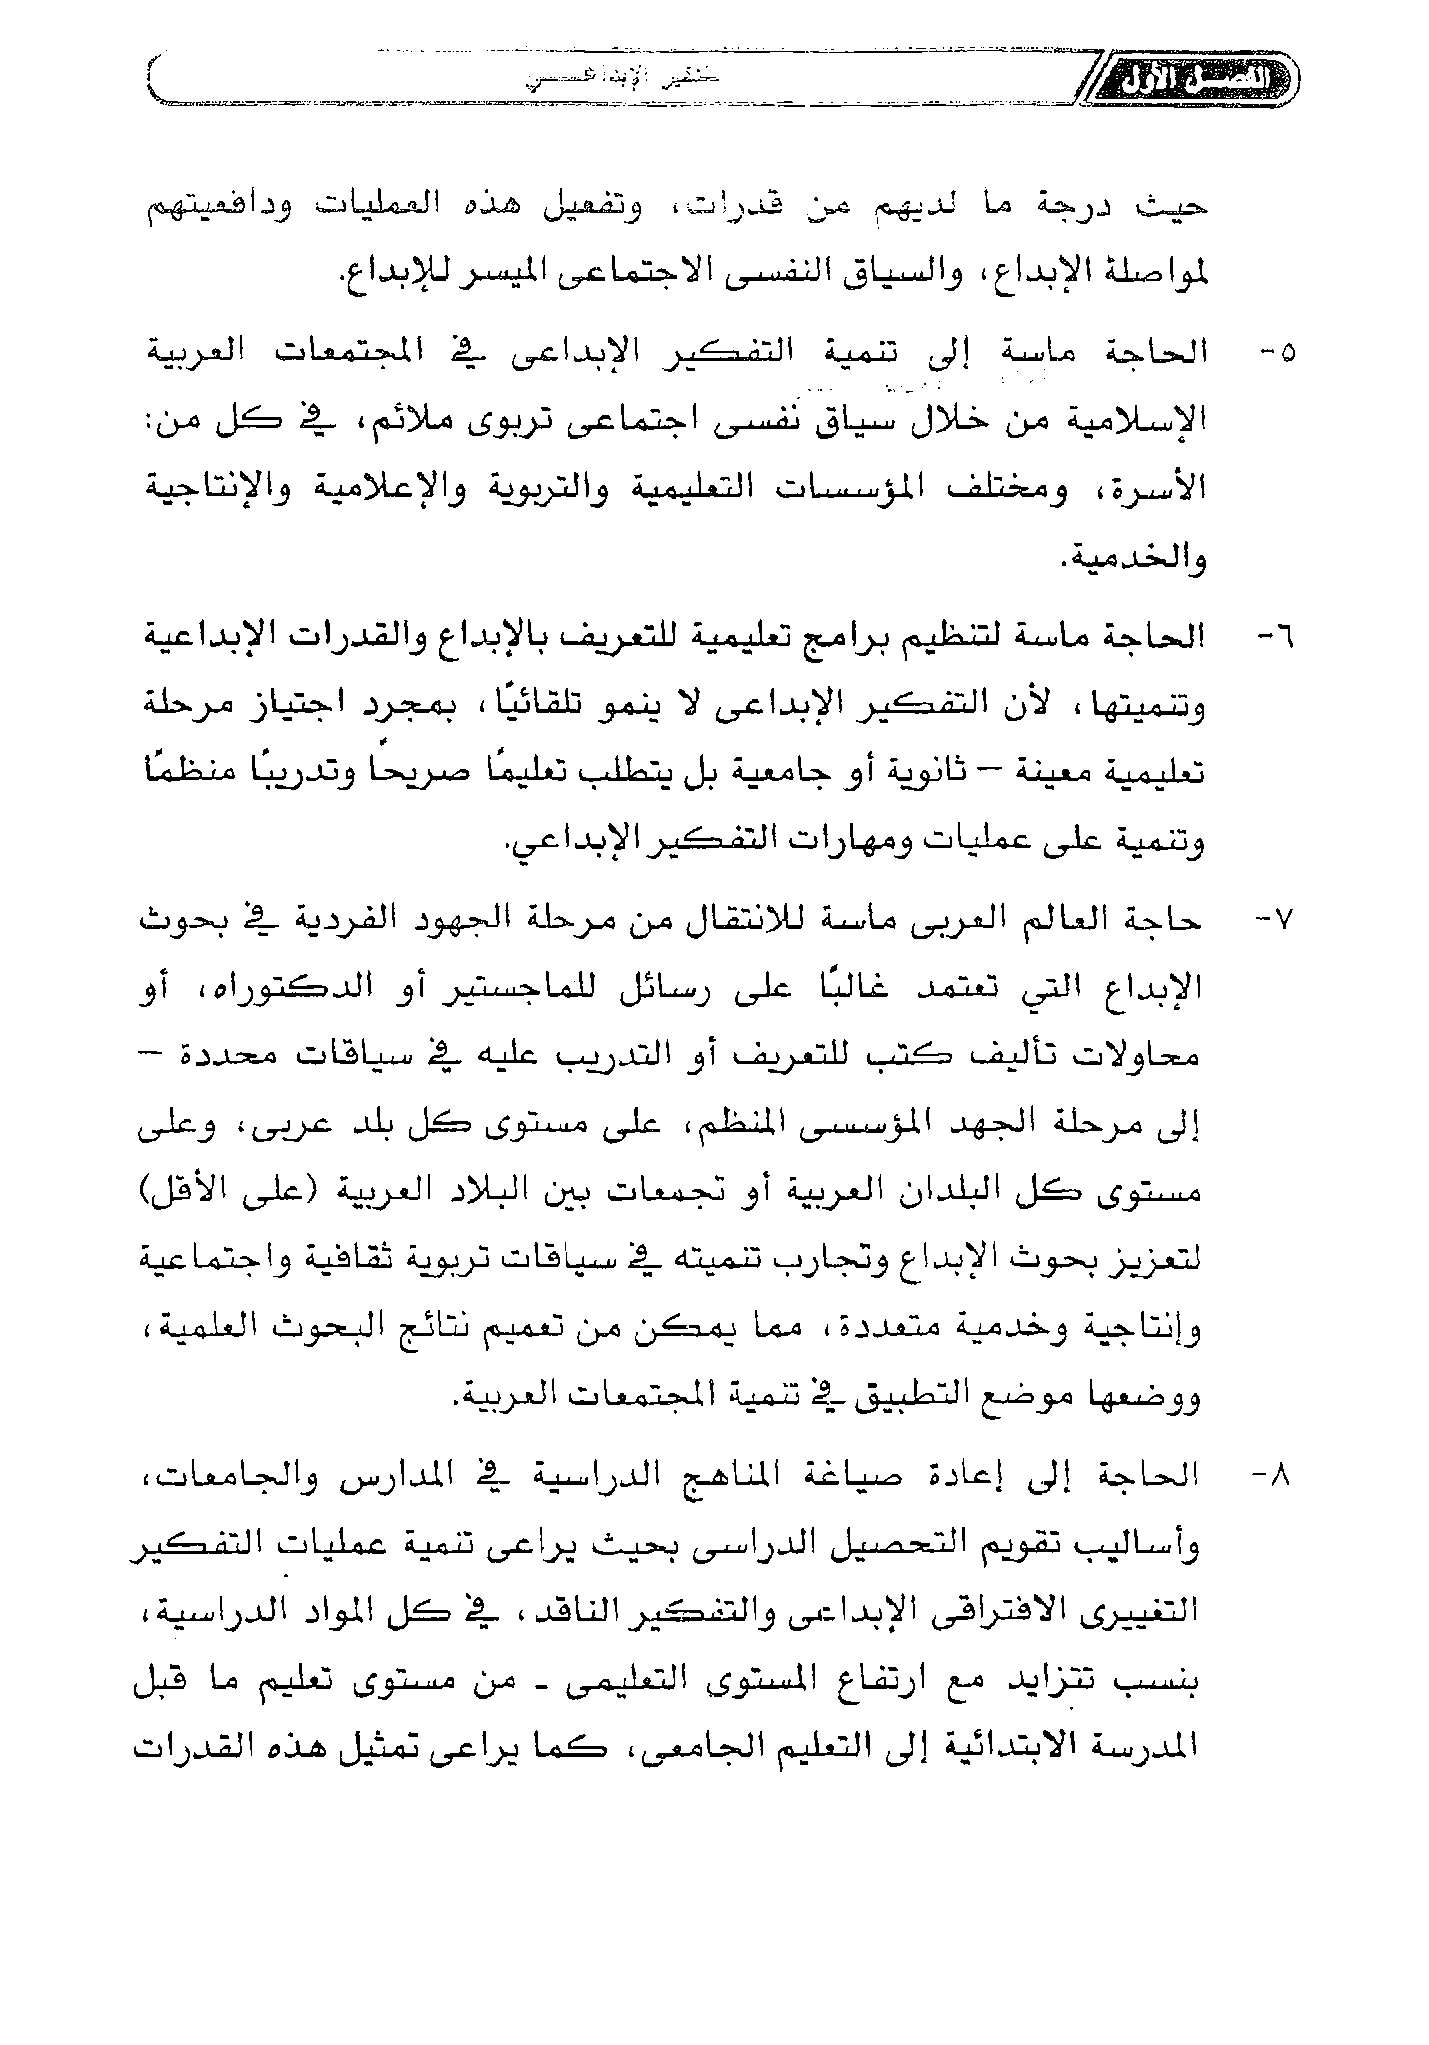 الفصل الأول
حيث درجة ما لديهم من قدرات، وتفعيل هذه العمليات ودافعيتهم
لمواصلة الإبداع، والسياق النفسى الاجتماعى الميسر للإبداع.
٥- الحاجة ماسة إلى تنمية التفكير الإبداعى في المجتمعات العربية
الإسلامية من خلال سياق نفسى اجتماعى تربوى ملائم، في كل من:
الأسرة، ومختلف المؤسسات التعليمية والتربوية والإعلامية والإنتاجية
والخدمية.
٦- الحاجة ماسة لتنظيم برامج تعليمية للتعريف بالإبداع والقدرات الإبداعية
وتنميتها، لأن التفكير الإبداعى لا ينمو تلقائيًا، بمجرد اجتياز مرحلة
تعليمية معينة – ثانوية أو جامعية بل يتطلب تعليمًا صريحًا وتدريبًا منظمًا
وتنمية على عمليات ومهارات التفكير الإبداعي.
٧- حاجة العالم العربى ماسة للانتقال من مرحلة الجهود الفردية في بحوث
الإبداع التي تعتمد غالبًا على رسائل للماجستير أو الدكتوراه، أو
محاولات تأليف كتب للتعريف أو التدريب عليه في سياقات محددة –
إلى مرحلة الجهد المؤسسى المنظم، على مستوى كل بلد عربى، وعلى
مستوى كل البلدان العربية أو تجمعات بين البلاد العربية (على الأقل)
لتعزيز بحوث الإبداع وتجارب تنميته في سياقات تربوية ثقافية واجتماعية
وإنتاجية وخدمية متعددة، مما يمكن من تعميم نتائج البحوث العلمية،
ووضعها موضع التطبيق في تنمية المجتمعات العربية.
٨- الحاجة إلى إعادة صياغة المناهج الدراسية في المدارس والجامعات،
وأساليب تقويم التحصيل الدراسى بحيث يراعى تنمية عمليات التفكير
التغييرى الافتراقى الإبداعى والتفكير الناقد، في كل المواد الدراسية،
بنسب تتزايد مع ارتفاع المستوى التعليمى - من مستوى تعليم ما قبل
المدرسة الابتدائية إلى التعليم الجامعى، كما يراعى تمثيل هذه القدرات